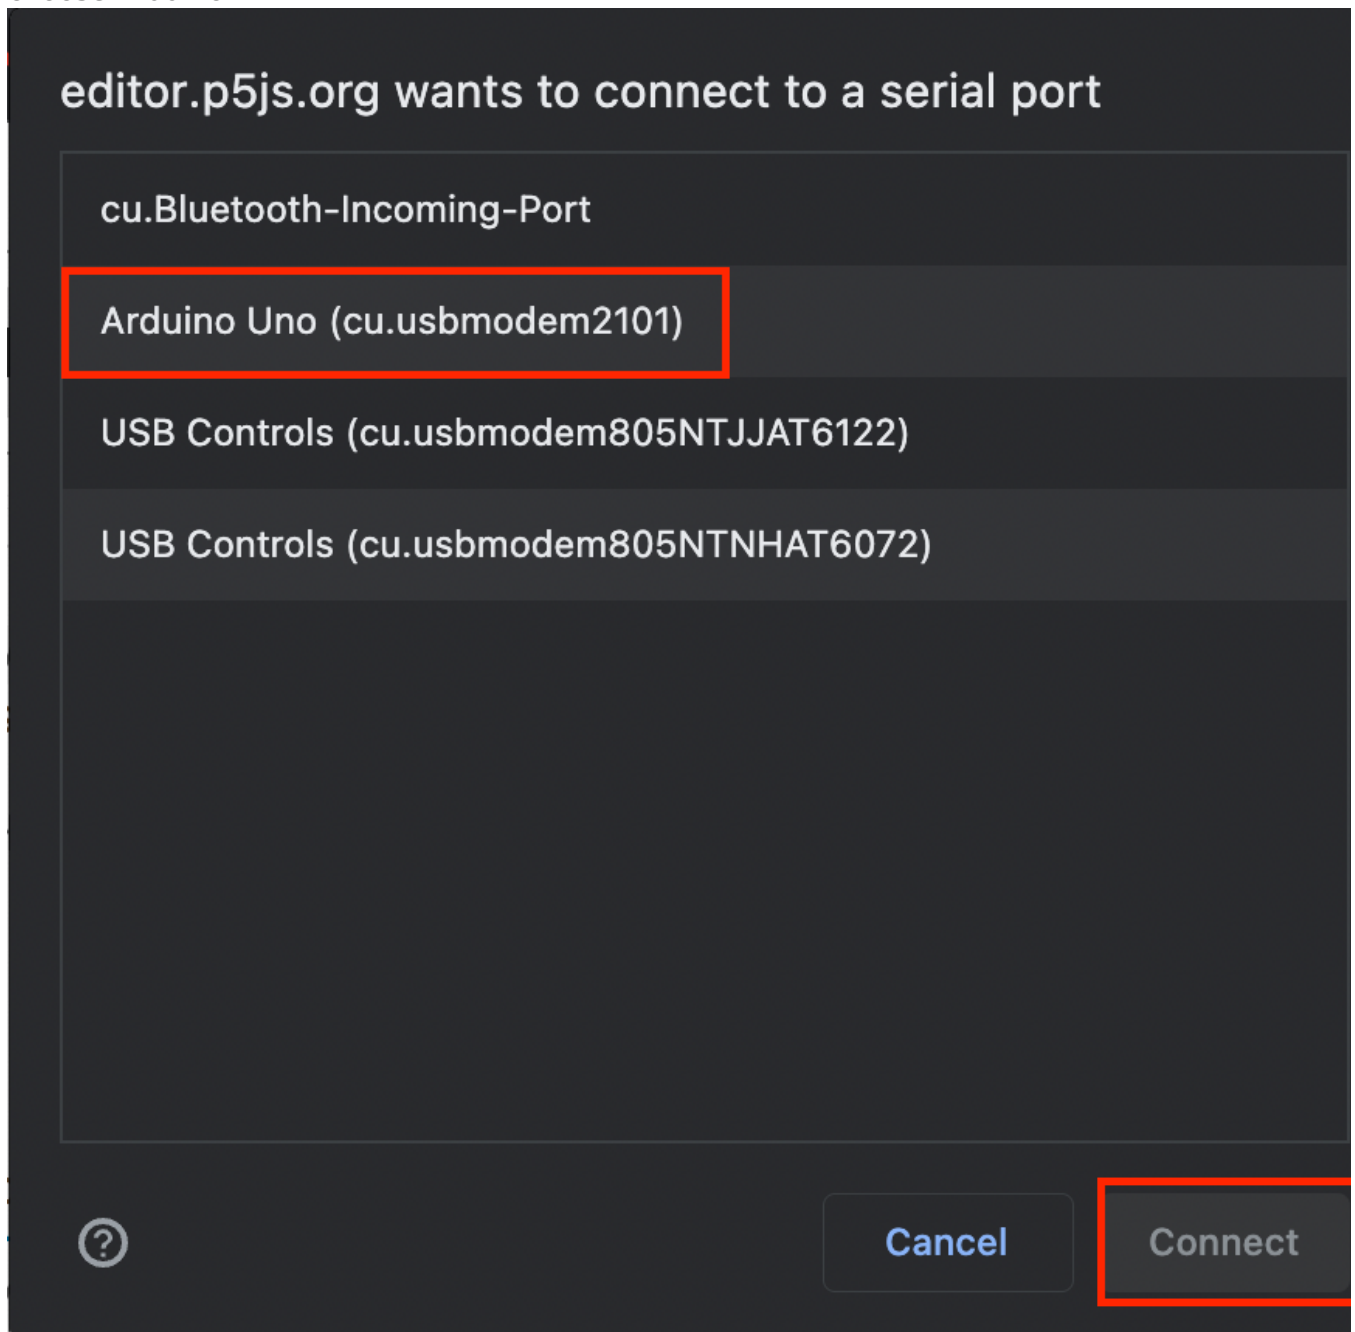 editor.p5js.org wants to connect to a serial port
cu.Bluetooth-Incoming-Port
Arduino Uno (cu.usbmodem2101)
USB Controls (cu.usbmodem805NTJJAT6122)
USB Controls (cu.usbmodem805NTNHAT6072)
?
Cancel
Connect